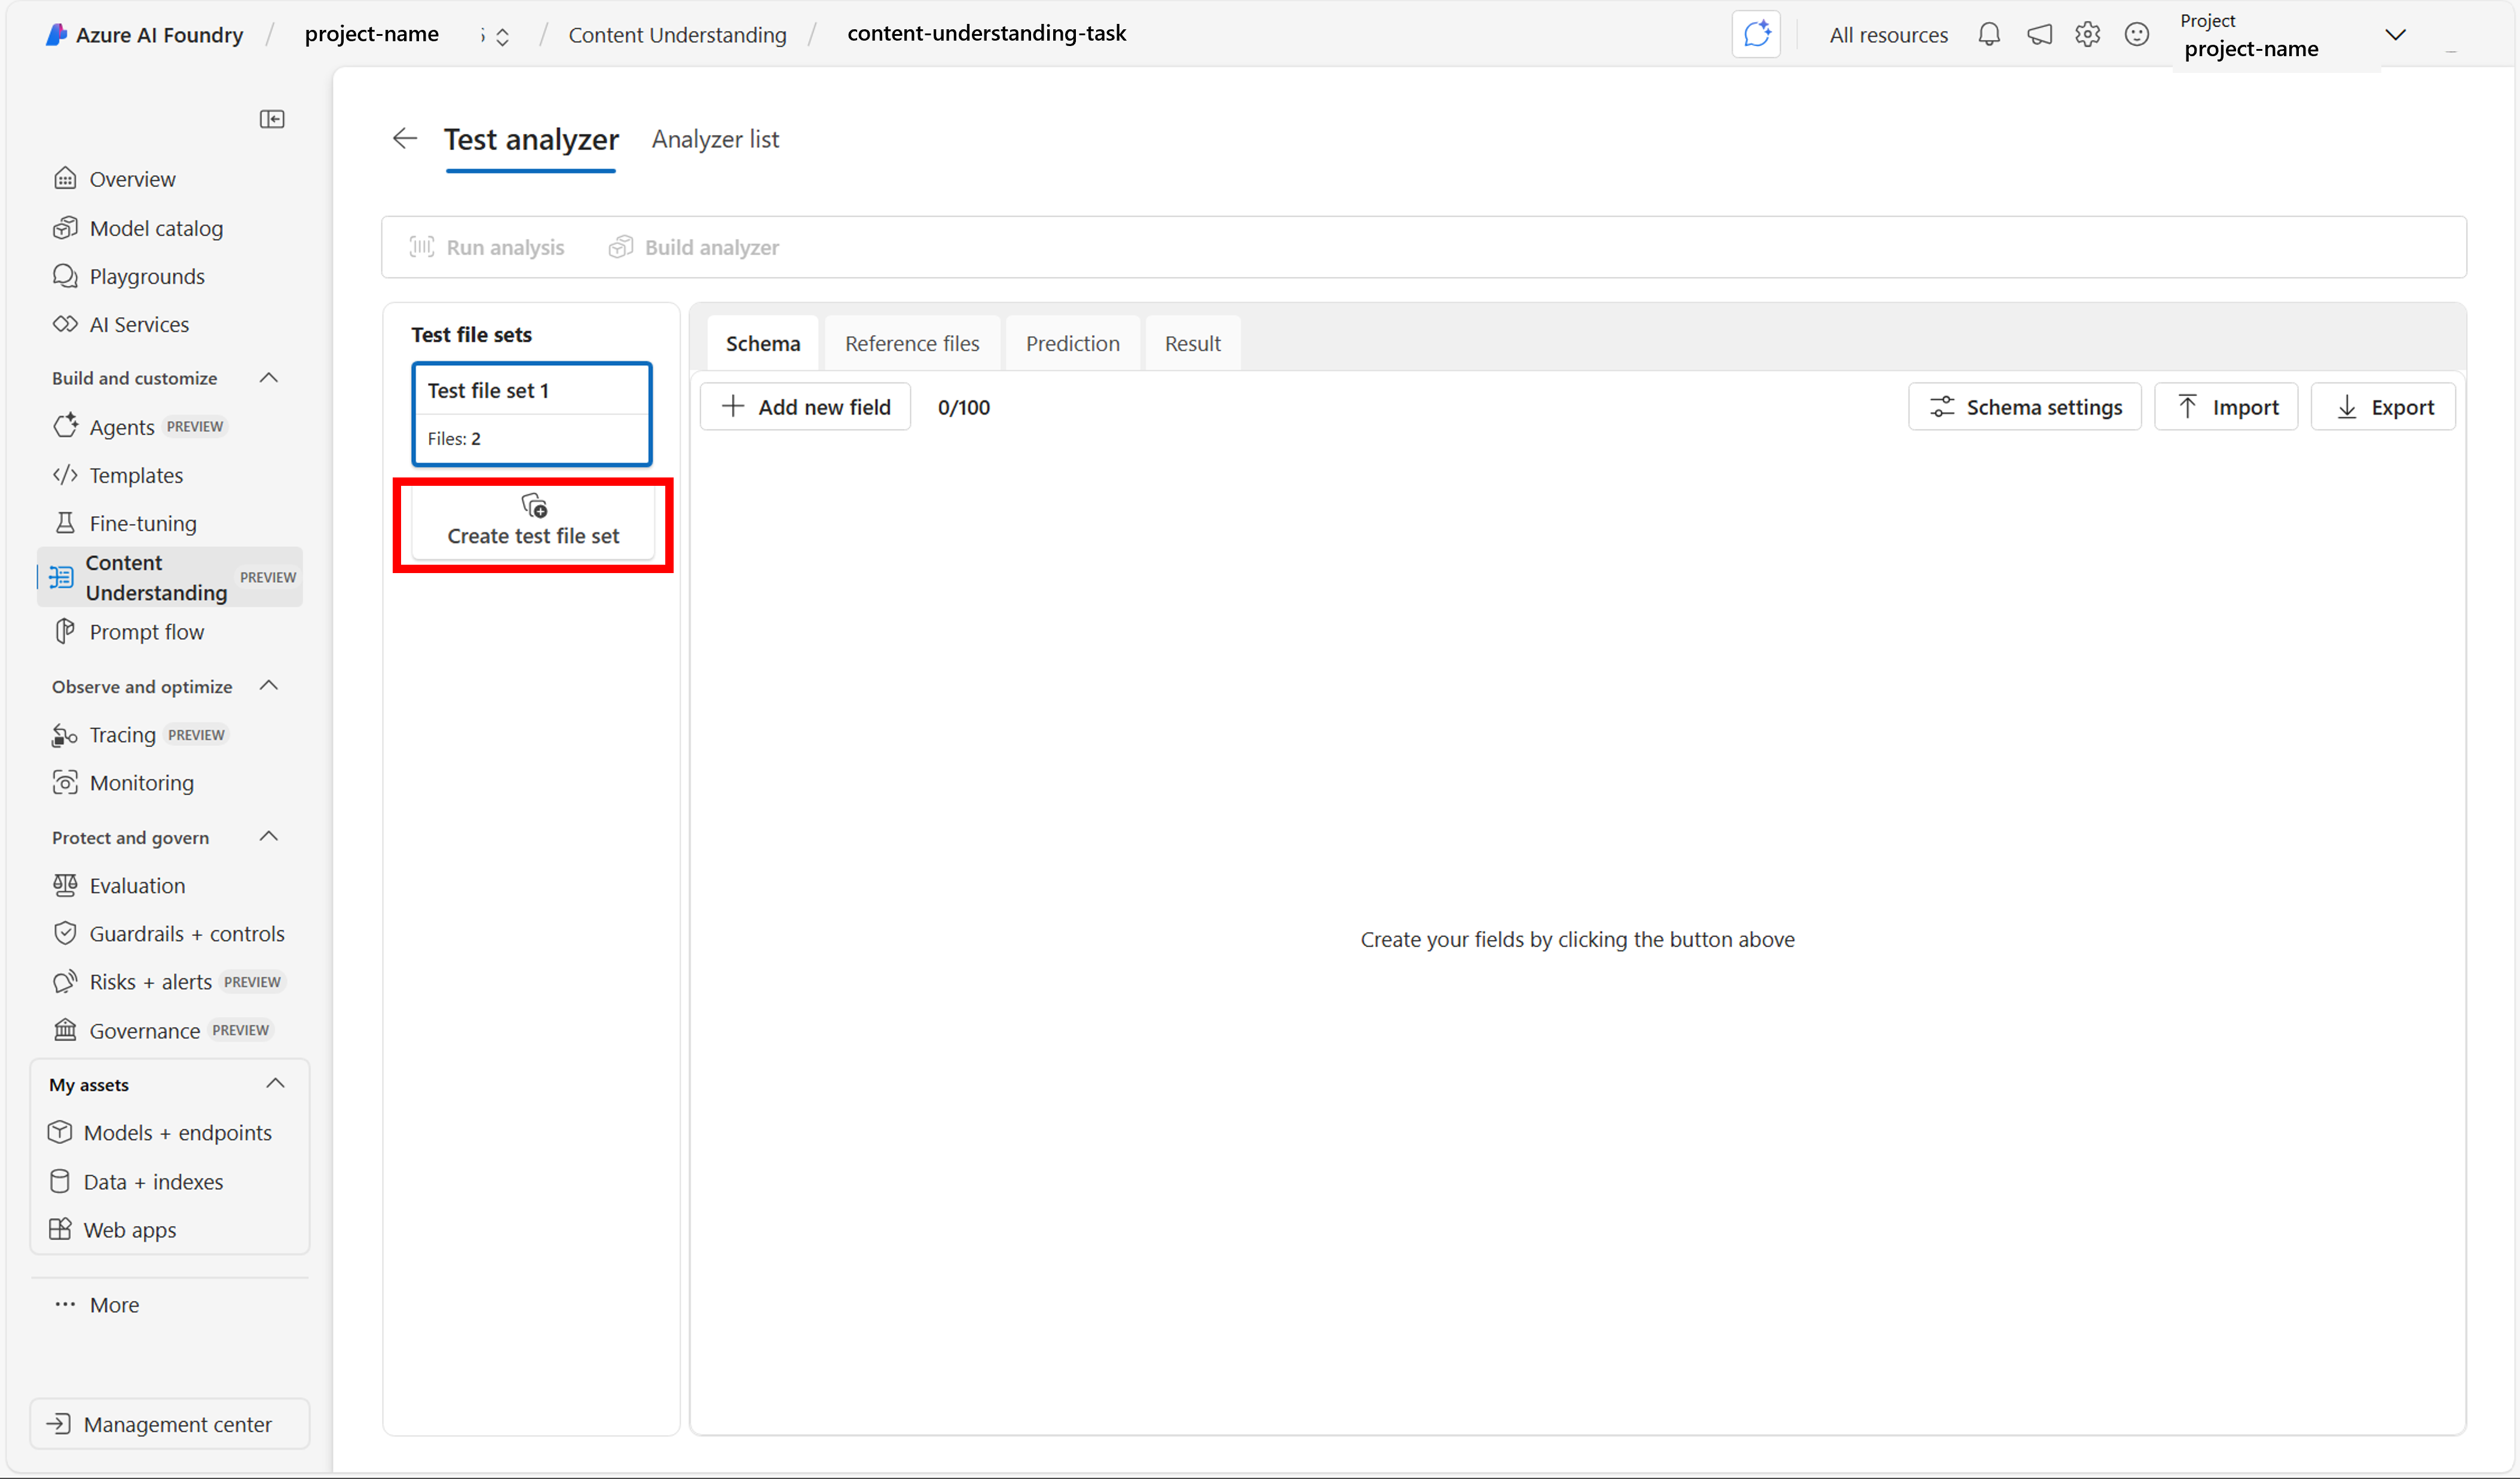 Azure AI Foundry / project-name / Content Understanding / content-understanding-task
All resources
Project
project-name
Overview
Model catalog
Playgrounds
AI Services
Build and customize
Agents PREVIEW
Templates
Fine-tuning
Content
Understanding PREVIEW
Prompt flow
Observe and optimize
Tracing PREVIEW
Monitoring
Protect and govern
Evaluation
Guardrails + controls
Risks + alerts PREVIEW
Governance PREVIEW
My assets
Models + endpoints
Data + indexes
Web apps
More
Management center
Test analyzer Analyzer list
Run analysis Build analyzer
Test file sets
Test file set 1
Files: 2
Create test file set
Schema Reference files Prediction Result
Add new field 0/100 Schema settings Import Export
Create your fields by clicking the button above